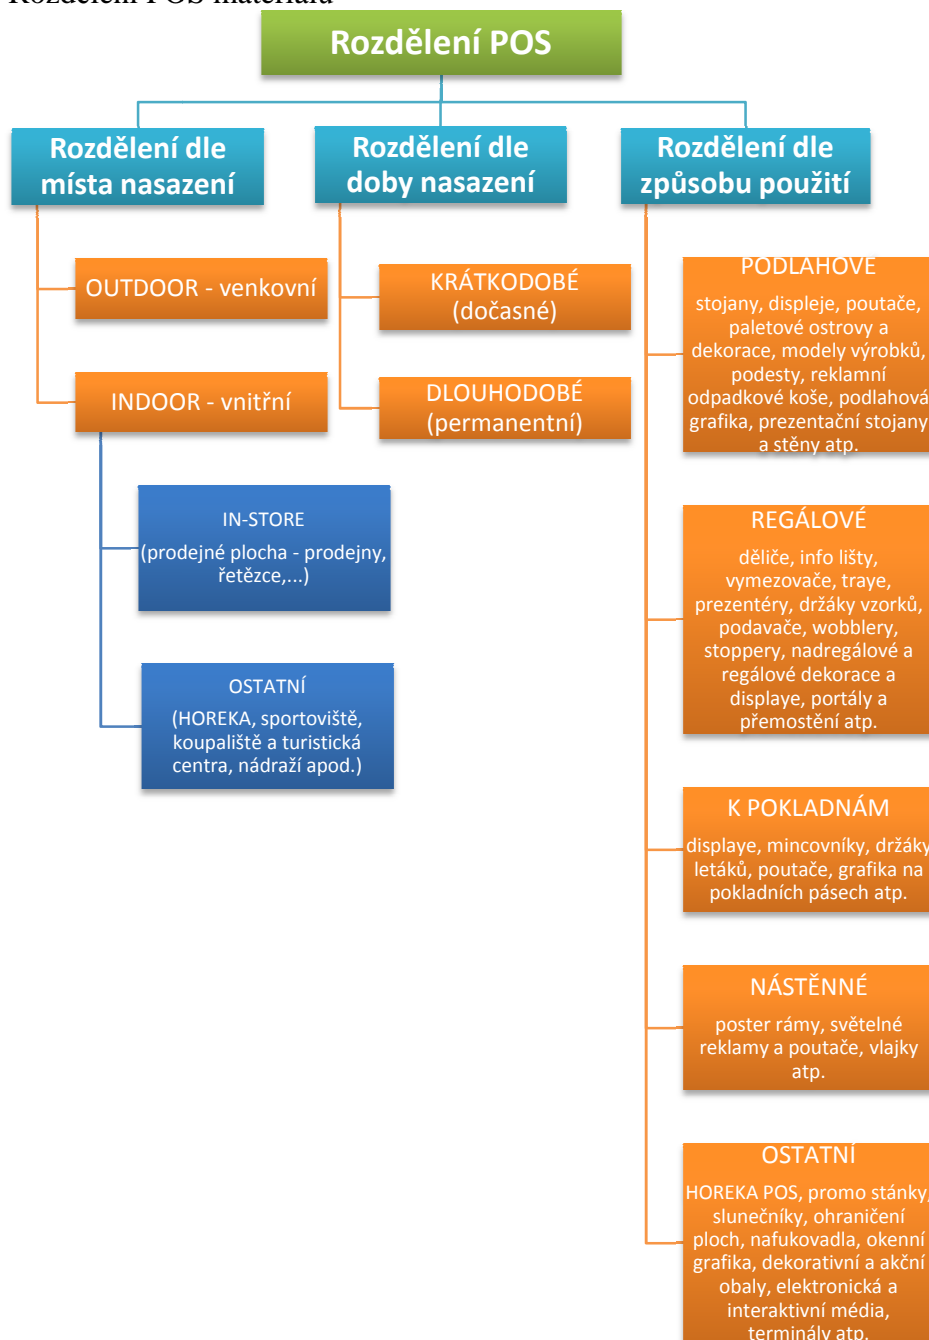 Rozdělení POS materiálů
Rozdělení POS
Rozdělení dle
místa nasazení
OUTDOOR - venkovní
INDOOR - vnitřní
IN-STORE
(prodejné plocha - prodejny,
řetězce,...)
OSTATNÍ
(HOREKA, sportoviště,
koupaliště a turistická
centra, nádraží apod.)
Rozdělení dle
doby nasazení
KRÁTKODOBÉ
(dočasné)
DLOUHODOBÉ
(permanentní)
Rozdělení dle
způsobu použití
PODLAHOVÉ
stojany, displeje, poutače,
paletové ostrovy a
dekorace, modely výrobků,
podesty, reklamní
odpadkové koše, podlahová
grafika, prezentační stojany
a stěny atp.
REGÁLOVÉ
děliče, info lišty,
vymezovače, traye,
prezentéry, držáky vzorků,
podavače, wobblery,
stoppery, nadregálové a
regálové dekorace a
displaye, portály a
přemostění atp.
K POKLADNÁM
displaye, mincovníky, držáky
letáků, poutače, grafika na
pokladních pásech atp.
NÁSTĚNNÉ
poster rámy, světelné
reklamy a poutače, vlajky
atp.
OSTATNÍ
HOREKA POS, promo stánky,
slunečníky, ohraničení
ploch, nafukovadla, okenní
grafika, dekorativní a akční
obaly, elektronická a
interaktivní média,
terminály atp.